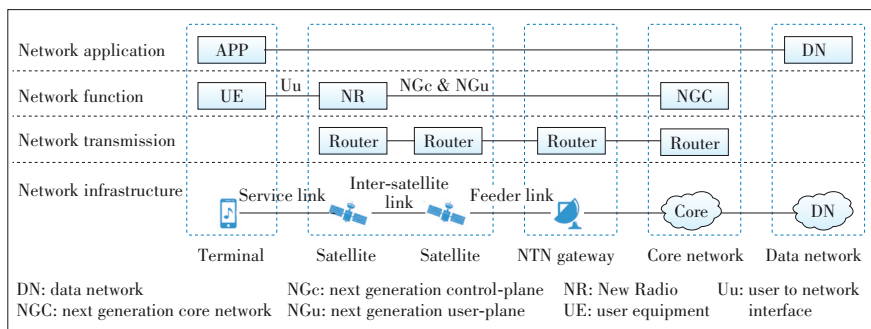 Network application
APP
DN
Network function
UE
Uu
NR
NGc & NGu
NGC
Network transmission
Router
Router
Router
Router
Network infrastructure
Service link
Inter-satellite
link
Feeder link
Core
DN
Terminal
Satellite
Satellite
NTN gateway
Core network
Data network
DN: data network
NGC: next generation core network
NGc: next generation control-plane
NGu: next generation user-plane
NR: New Radio
UE: user equipment
Uu: user to network
interface